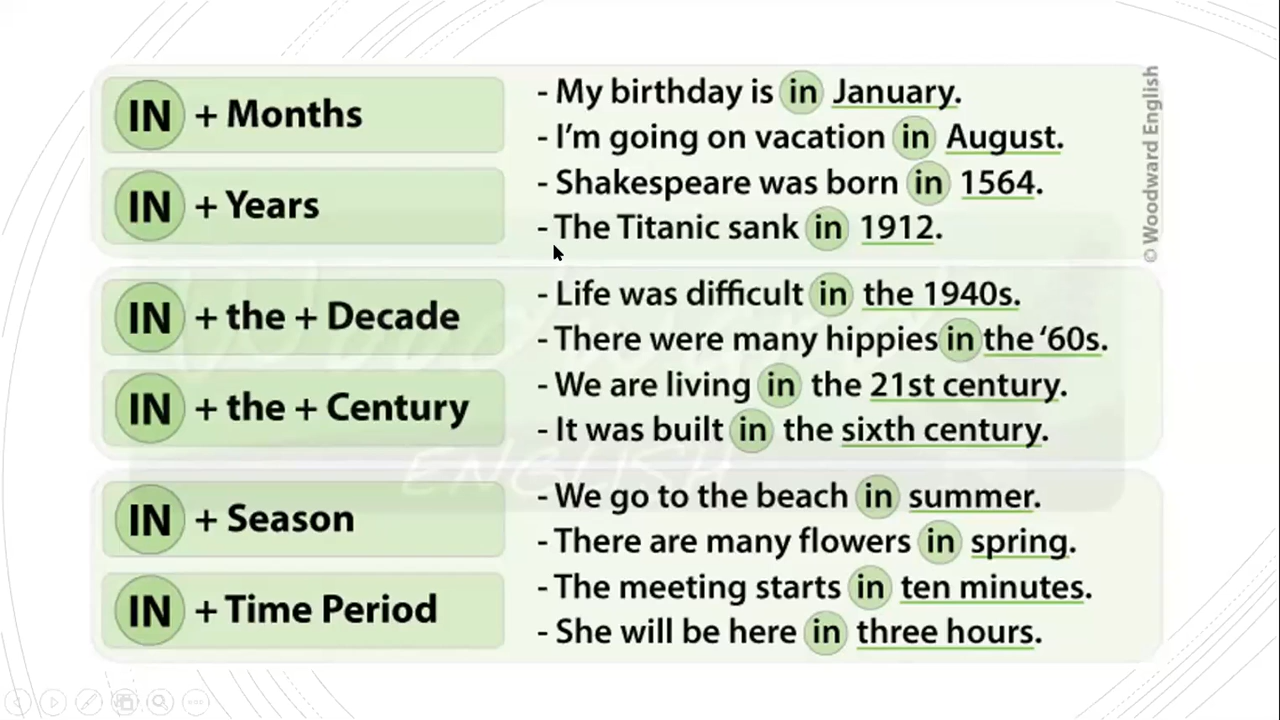 IN + Months
- My birthday is in January.
- I’m going on vacation in August.
IN + Years
- Shakespeare was born in 1564.
- The Titanic sank in 1912.
IN + the + Decade
- Life was difficult in the 1940s.
- There were many hippies in the ‘60s.
IN + the + Century
- We are living in the 21st century.
- It was built in the sixth century.
IN + Season
- We go to the beach in summer.
- There are many flowers in spring.
IN + Time Period
- The meeting starts in ten minutes.
- She will be here in three hours.
© Woodward English
Woodward
ENGLISH